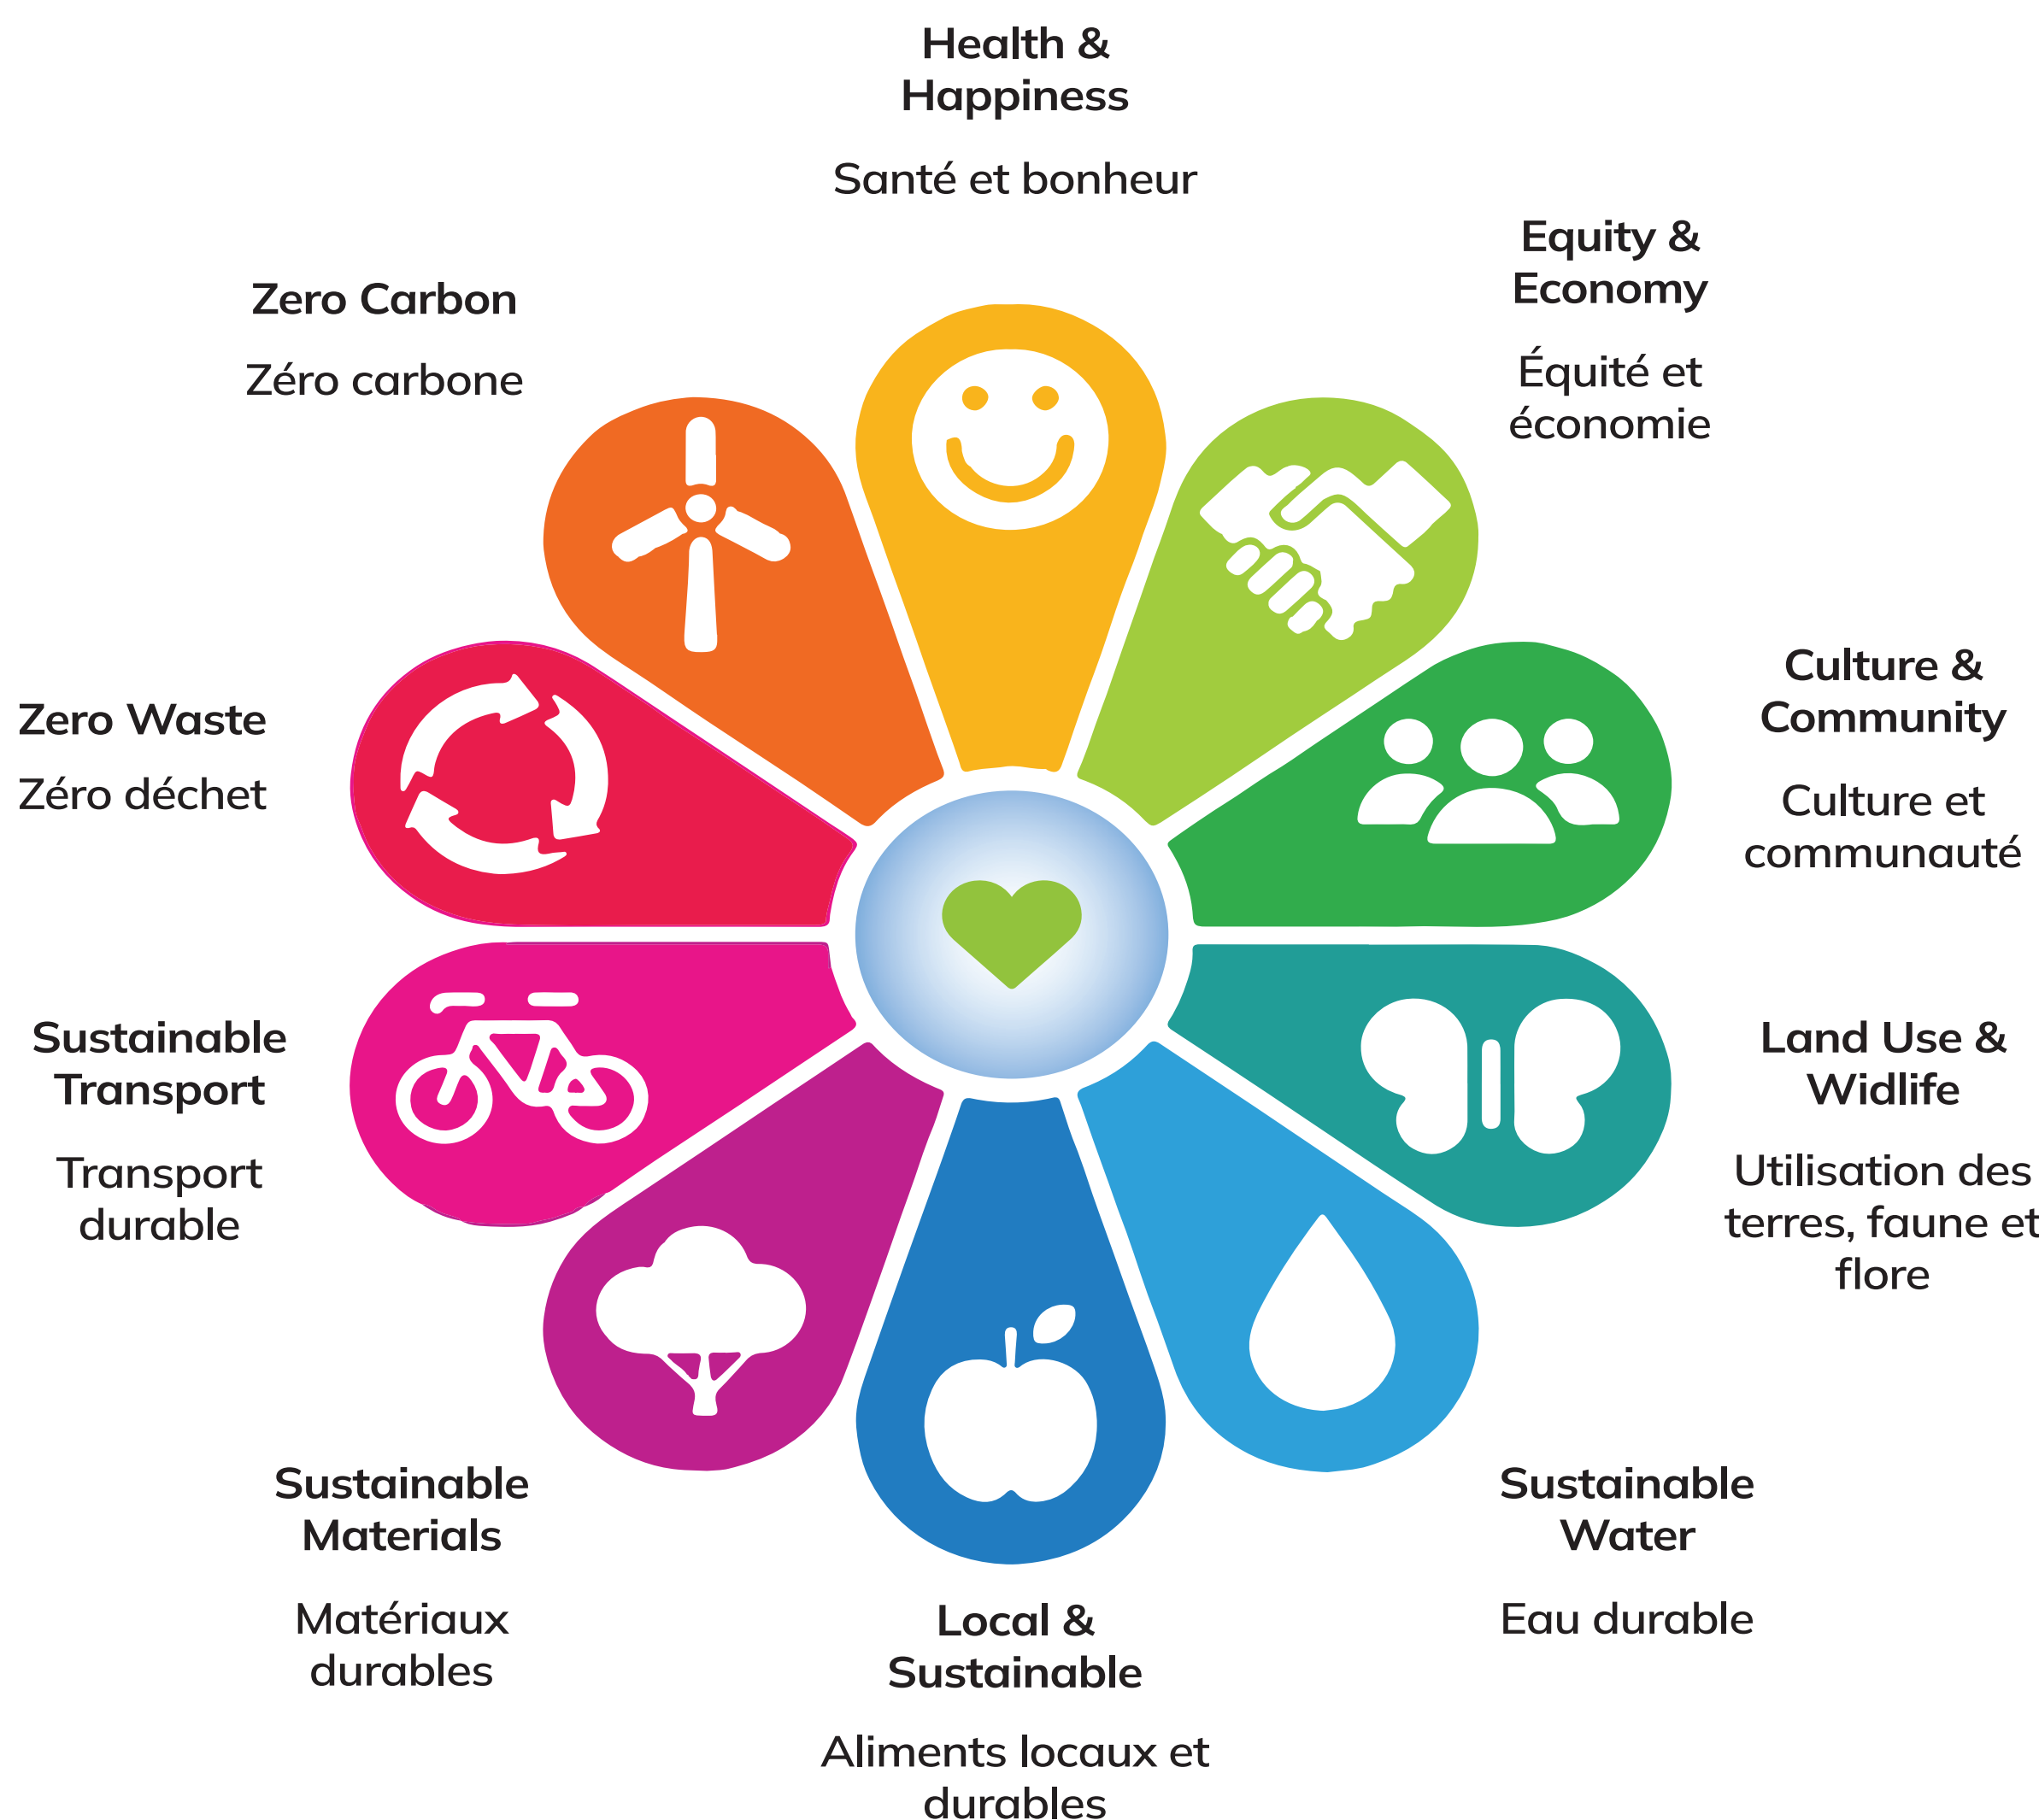 Health &
Happiness
Santé et bonheur
Equity &
Economy
Équité et
économie
Culture &
Community
Culture et
communauté
Land Use &
Widlife
Utilisation des
terres, faune et
flore
Sustainable
Water
Eau durable
Local &
Sustainable
Aliments locaux et
durables
Sustainable
Materials
Matériaux
durables
Sustainable
Transport
Transport
durable
Zero Waste
Zéro déchet
Zero Carbon
Zéro carbone